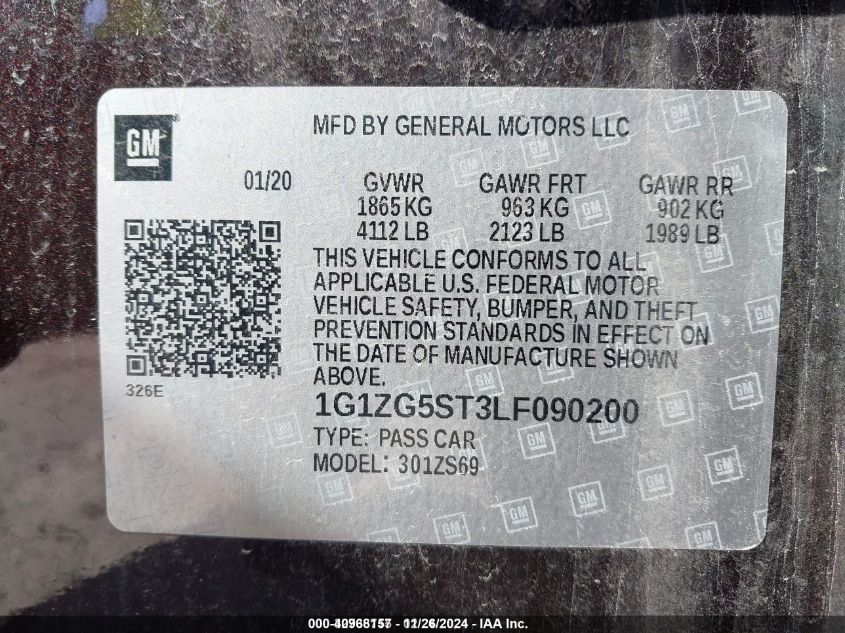 GM
MFD BY GENERAL MOTORS LLC
01/20
GVWR GAWR FRT GAWR RR
1865 KG 963 KG 902 KG
4112 LB 2123 LB 1989 LB
THIS VEHICLE CONFORMS TO ALL
APPLICABLE U.S. FEDERAL MOTOR
VEHICLE SAFETY, BUMPER, AND THEFT
PREVENTION STANDARDS IN EFFECT ON
THE DATE OF MANUFACTURE SHOWN
ABOVE.
326E
1G1ZG5ST3LF090200
TYPE: PASS CAR
MODEL: 301ZS69
- 11/26/2024 - IAA Inc.